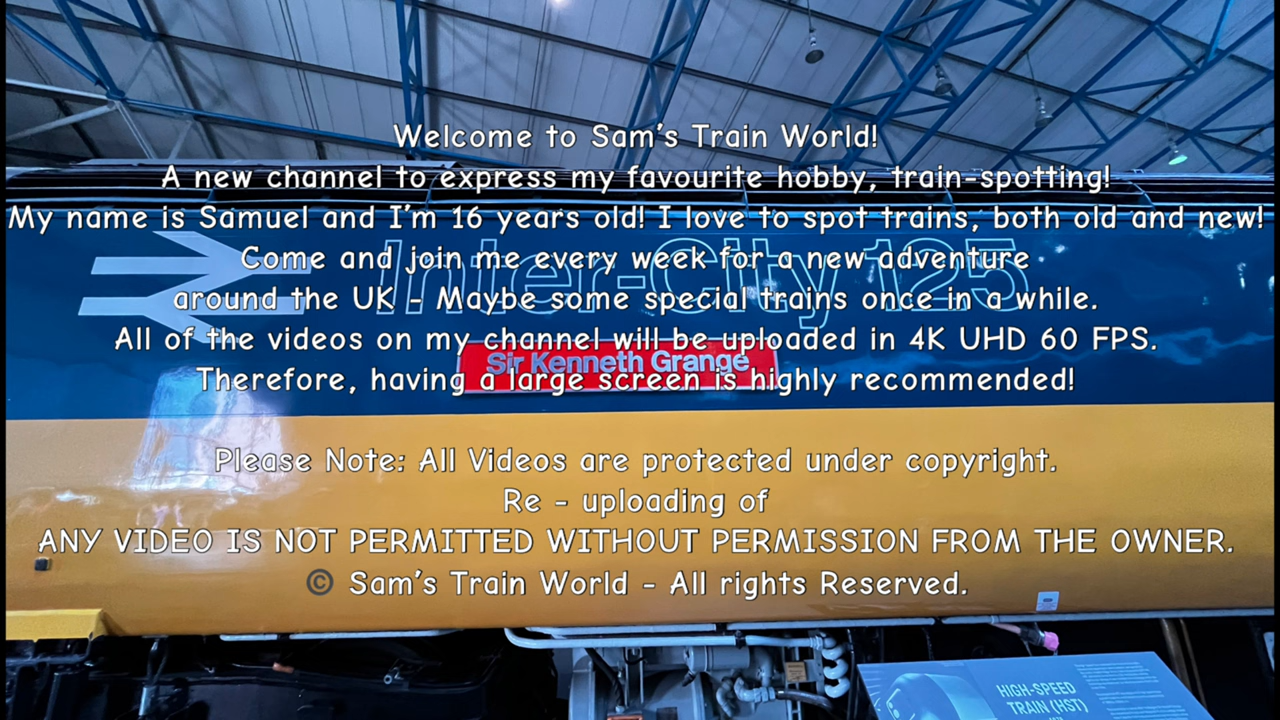 Welcome to Sam's Train World!
A new channel to express my favourite hobby, train-spotting!
My name is Samuel and I'm 16 years old! I love to spot trains, both old and new!
Come and join me every week for a new adventure
Inter-City 125
around the UK - Maybe some special trains once in a while.
All of the videos on my channel will be uploaded in 4K UHD 60 FPS.
Sir Kenneth Grange
Therefore, having a large screen is highly recommended!
Please Note: All Videos are protected under copyright.
Re - uploading of
ANY VIDEO IS NOT PERMITTED WITHOUT PERMISSION FROM THE OWNER.
© Sam's Train World - All rights Reserved.
HIGH-SPEED
TRAIN (HST)